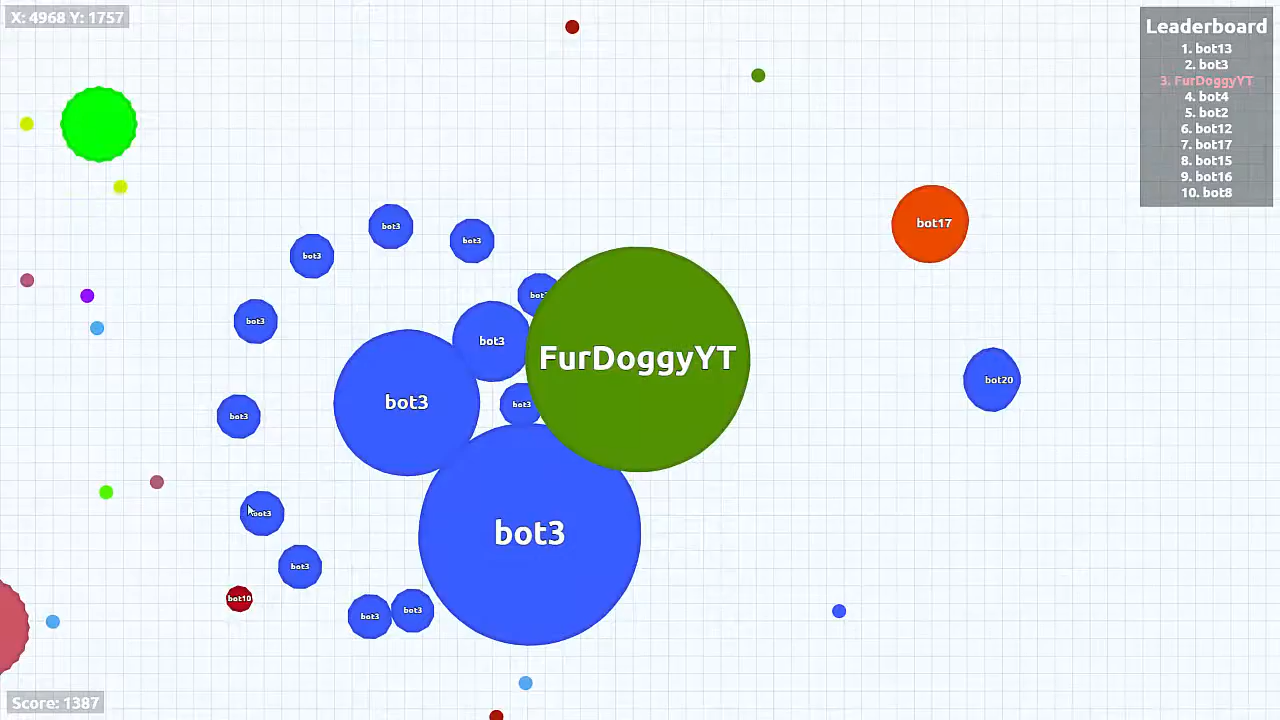 X: 4968 Y: 1757
Leaderboard
1. bot13
2. bot3
3. FurDoggyYT
4. bot4
5. bot2
6. bot12
7. bot17
8. bot15
9. bot16
10. bot8
bot17
bot3
bot3
bot3
bot3
bot3
bot3
FurDoggyYT
bot20
bot3
bot3
bot3
bot3
bot3
bot3
bot10
bot3
bot3
Score: 1387